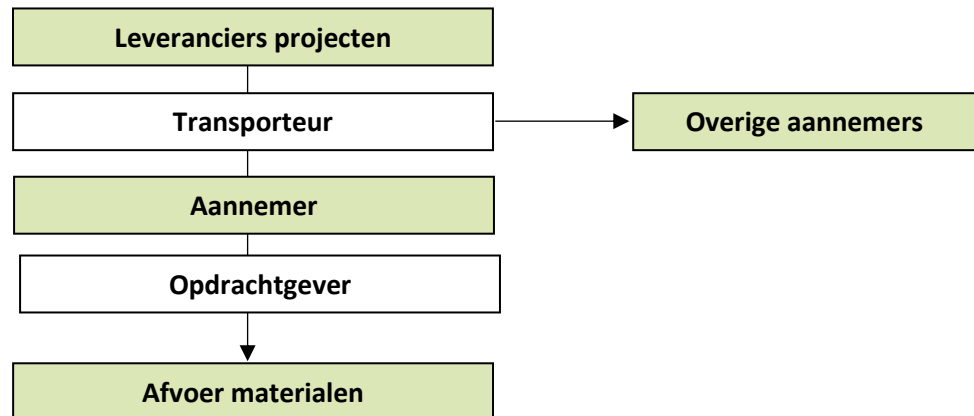 Leveranciers projecten
Transporteur
Overige aannemers
Aannemer
Opdrachtgever
Afvoer materialen